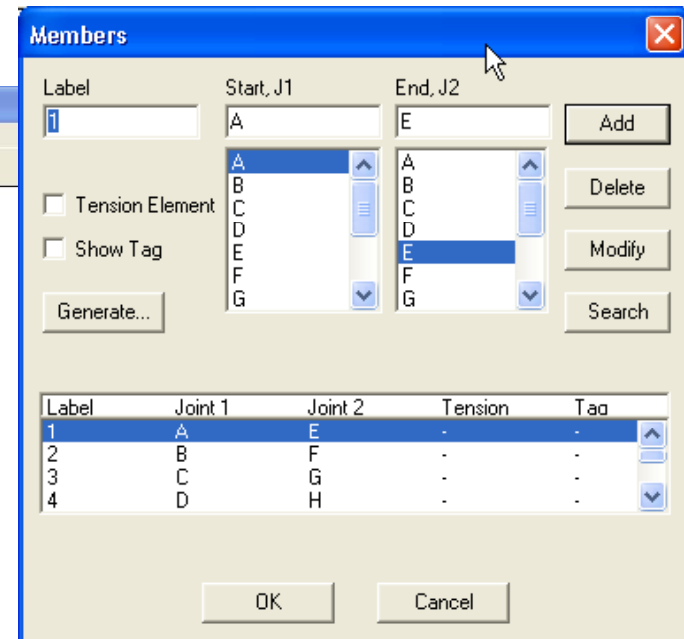 Members
Label Start, J1 End, J2
1 A E Add
A A
B B Delete
Tension Element C C
D D
Show Tag E E Modify
F F
Generate... G G Search
Label Joint 1 Joint 2 Tension Tag
1 A E - -
2 B F - -
3 C G - -
4 D H - -
OK Cancel